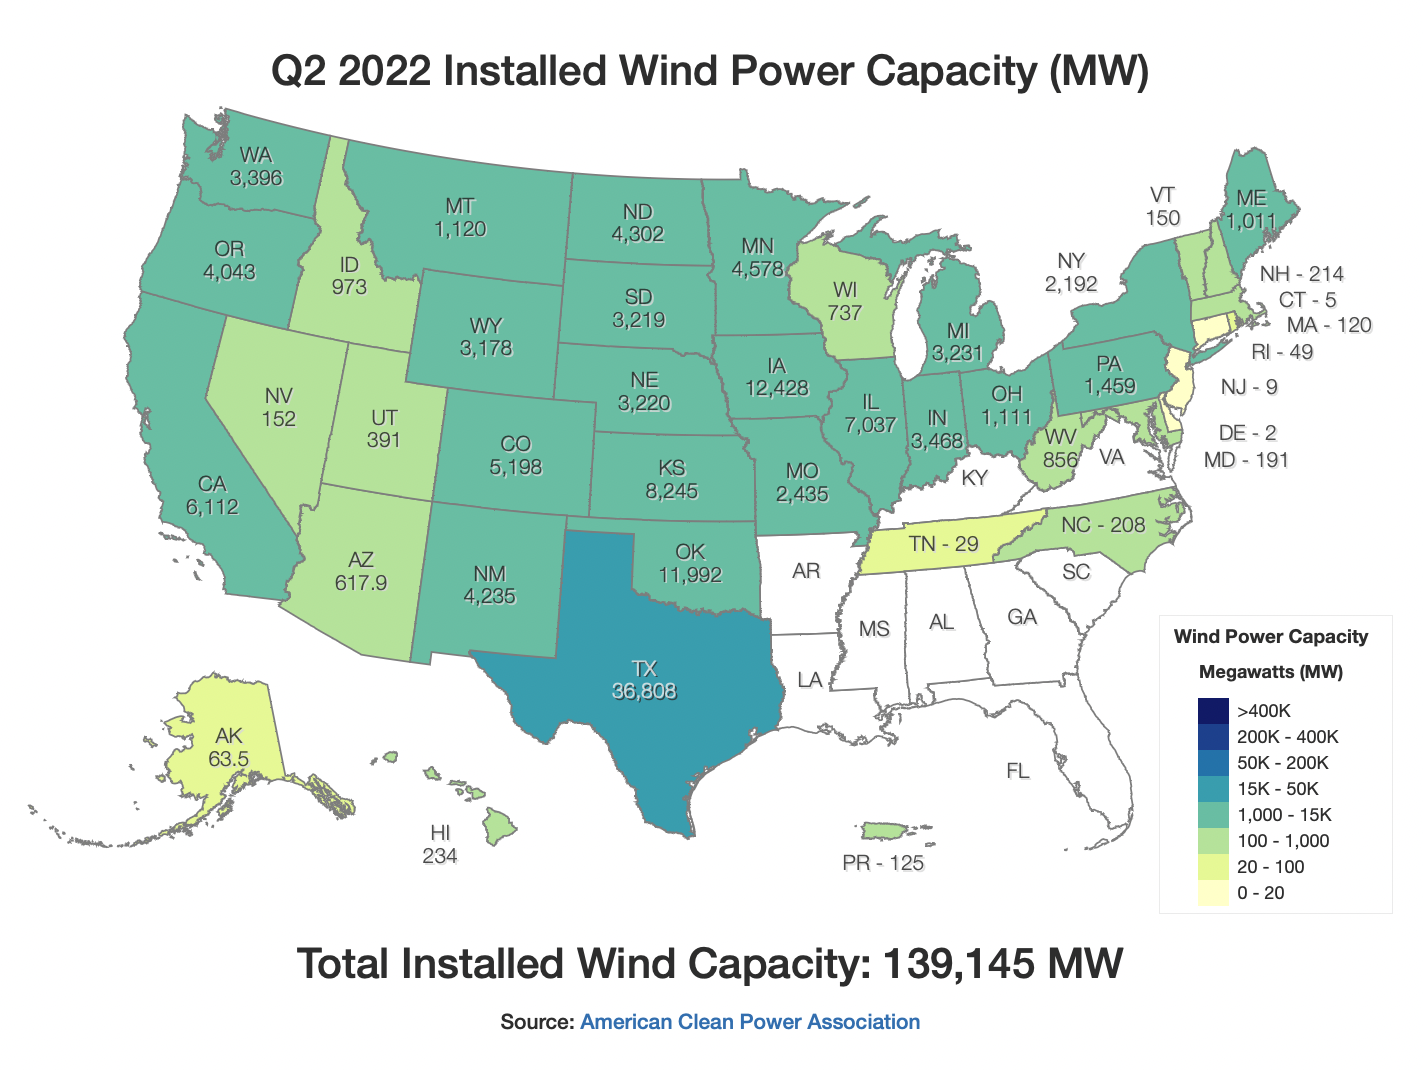 Q2 2022 Installed Wind Power Capacity (MW)
WA
3,396
OR
4,043
CA
6,112
ID
973
NV
152
UT
391
AZ
617.9
MT
1,120
WY
3,178
CO
5,198
NM
4,235
ND
4,302
SD
3,219
NE
3,220
KS
8,245
OK
11,992
TX
36,808
MN
4,578
IA
12,428
MO
2,435
AR
LA
WI
737
IL
7,037
MI
3,231
IN
3,468
OH
1,111
KY
TN - 29
MS
AL
GA
FL
SC
NC - 208
WV
856
VA
PA
1,459
NY
2,192
VT
150
ME
1,011
NH - 214
CT - 5
MA - 120
RI - 49
NJ - 9
DE - 2
MD - 191
AK
63.5
HI
234
PR - 125
Wind Power Capacity
Megawatts (MW)
>400K
200K - 400K
50K - 200K
15K - 50K
1,000 - 15K
100 - 1,000
20 - 100
0 - 20
Total Installed Wind Capacity: 139,145 MW
Source: American Clean Power Association